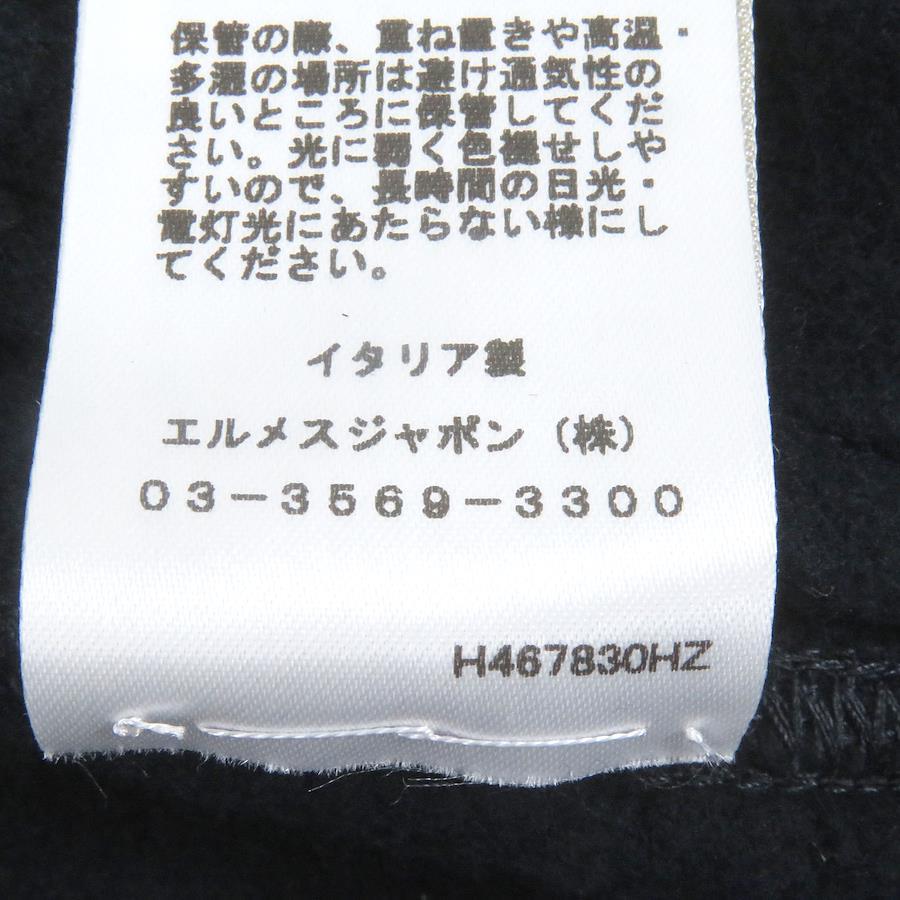 保管の際、重ね置きや高温・
多湿の場所は避け通気性の
良いところに保管してくだ
さい。光に弱く色褪せしや
すいので、長時間の日光・
電灯光にあたらない様にし
てください。
イタリア製
エルメスジャポン（株）
03-3569-3300
H467830HZ